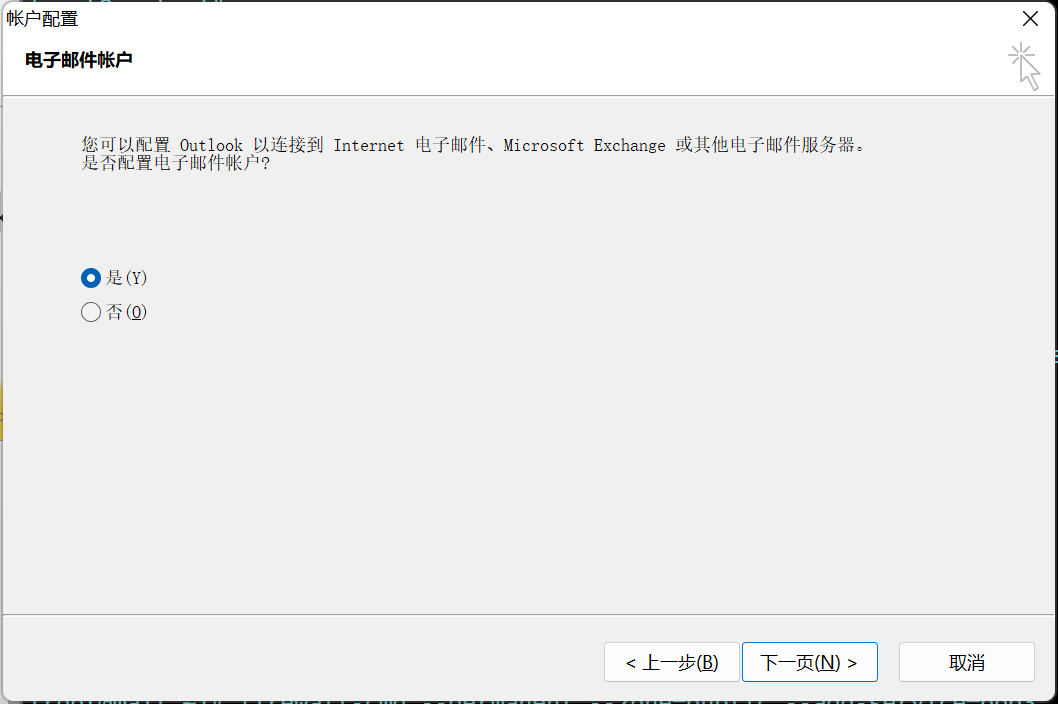 帐户配置
电子邮件帐户
您可以配置 Outlook 以连接到 Internet 电子邮件、Microsoft Exchange 或其他电子邮件服务器。
是否配置电子邮件帐户?
是(Y)
否(O)
< 上一步(B)
下一页(N) >
取消